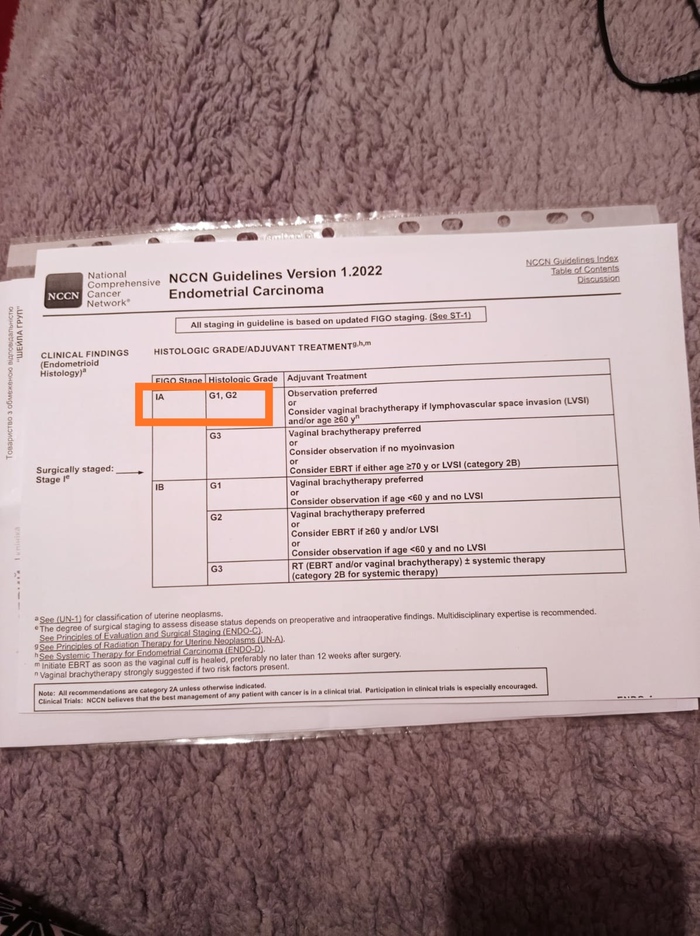 National
Comprehensive
Cancer
Network®
NCCN
NCCN Guidelines Version 1.2022
Endometrial Carcinoma
NCCN Guidelines Index
Table of Contents
Discussion
All staging in guideline is based on updated FIGO staging. (See ST-1)
CLINICAL FINDINGS
(Endometrioid
Histology)a
HISTOLOGIC GRADE/ADJUVANT TREATMENTg,h,m
FIGO Stage Histologic Grade Adjuvant Treatment
IA G1, G2 Observation preferred
or
Consider vaginal brachytherapy if lymphovascular space invasion (LVSI)
and/or age ≥60 yn
G3 Vaginal brachytherapy preferred
or
Consider observation if no myoinvasion
or
Consider EBRT if either age ≥70 y or LVSI (category 2B)
Surgically staged:
Stage Ie
IB G1 Vaginal brachytherapy preferred
or
Consider observation if age <60 y and no LVSI
G2 Vaginal brachytherapy preferred
or
Consider EBRT if ≥60 y and/or LVSI
or
Consider observation if age <60 y and no LVSI
G3 RT (EBRT and/or vaginal brachytherapy) ± systemic therapy
(category 2B for systemic therapy)
a See (UN-1) for classification of uterine neoplasms.
e The degree of surgical staging to assess disease status depends on preoperative and intraoperative findings. Multidisciplinary expertise is recommended.
See Principles of Evaluation and Surgical Staging (ENDO-C).
g See Principles of Radiation Therapy for Uterine Neoplasms (UN-A).
h See Systemic Therapy for Endometrial Carcinoma (ENDO-D).
m Initiate EBRT as soon as the vaginal cuff is healed, preferably no later than 12 weeks after surgery.
n Vaginal brachytherapy strongly suggested if two risk factors present.
Note: All recommendations are category 2A unless otherwise indicated.
Clinical Trials: NCCN believes that the best management of any patient with cancer is in a clinical trial. Participation in clinical trials is especially encouraged.
Товариство з обмеженою відповідальністю
"ШЕЙЛА ГРУП"